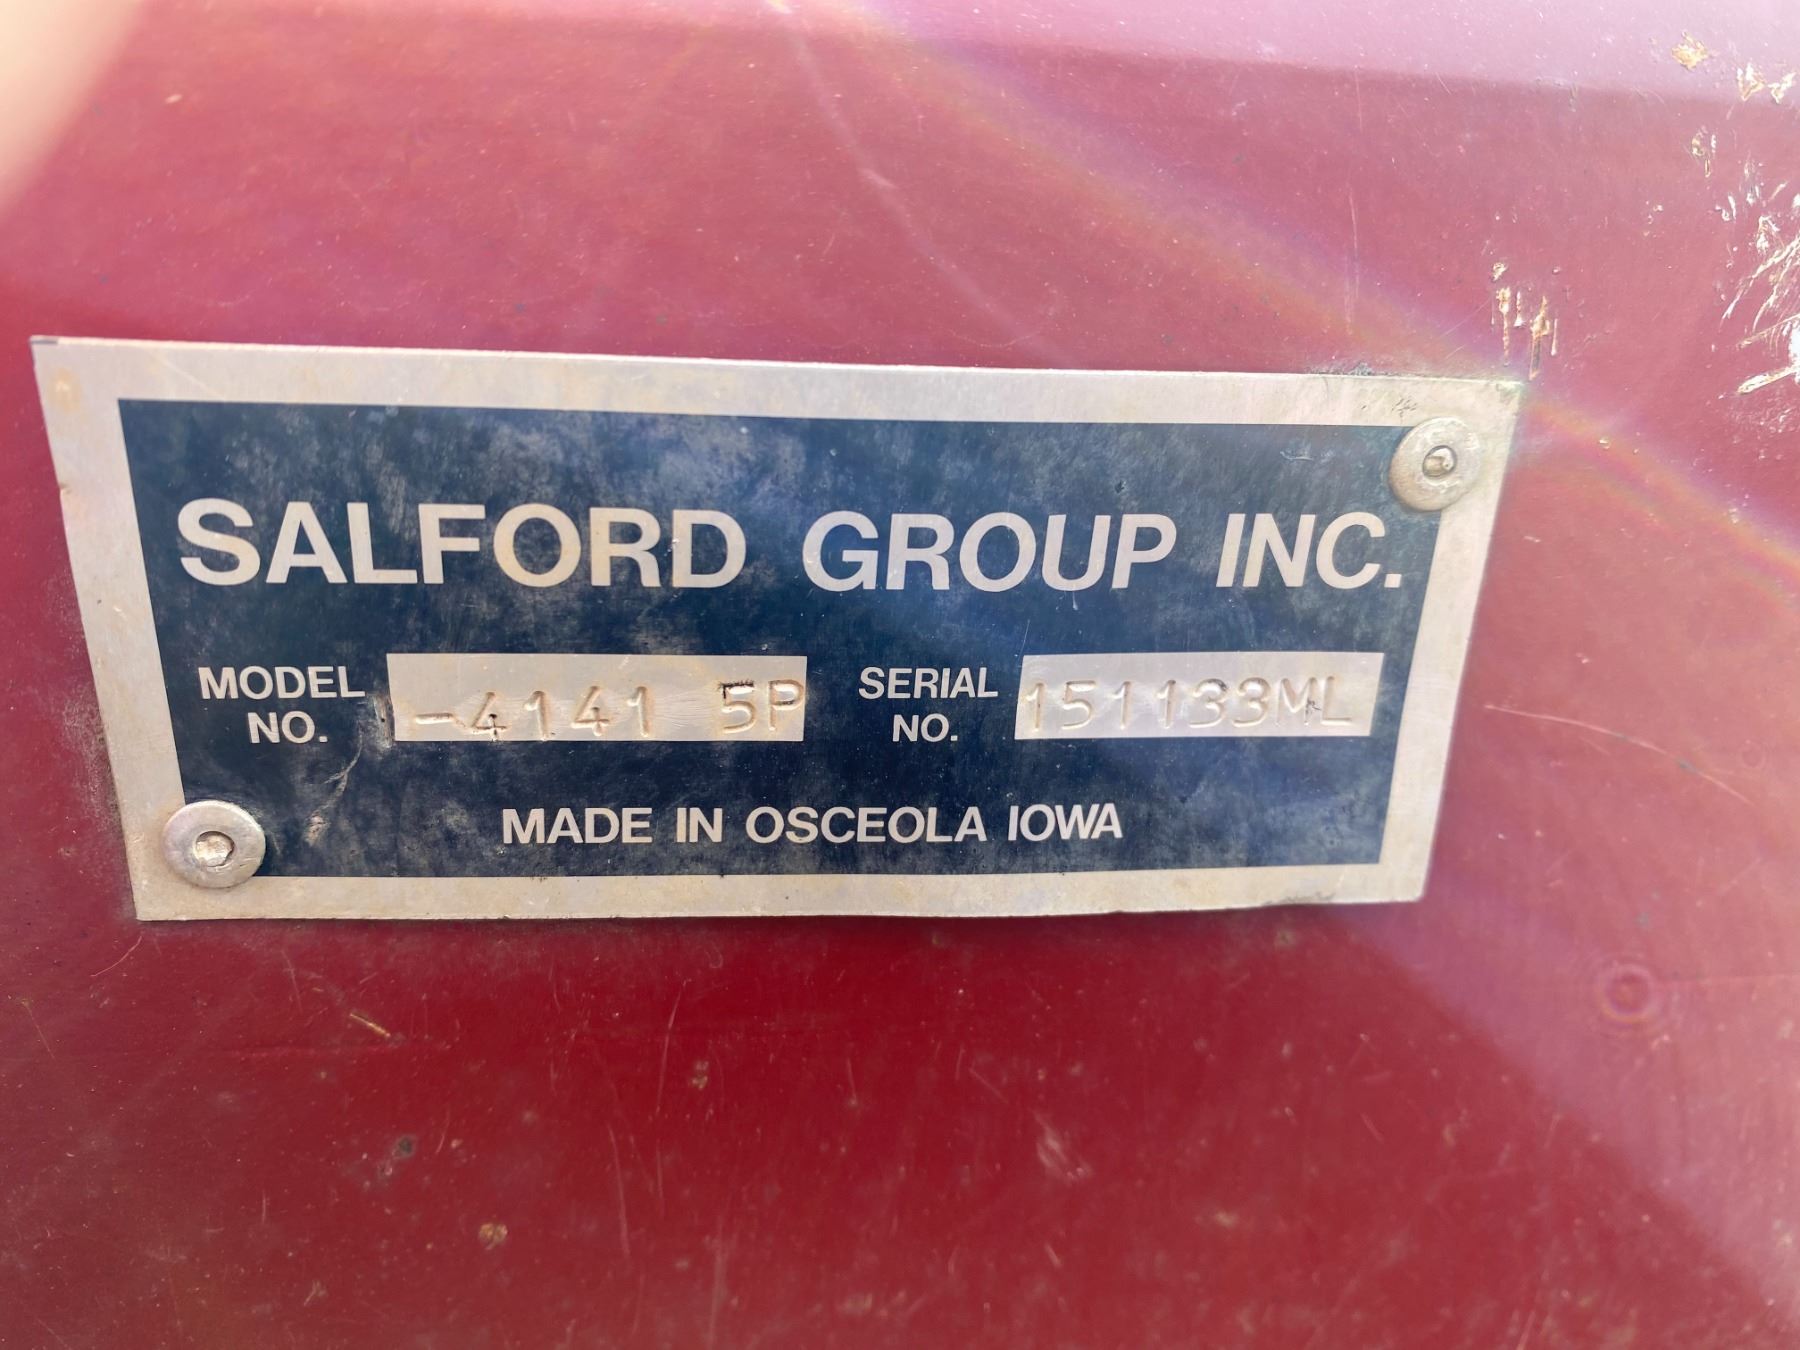 SALFORD GROUP INC.
MODEL NO. I-4141 5P SERIAL NO. 151133ML
MADE IN OSCEOLA IOWA